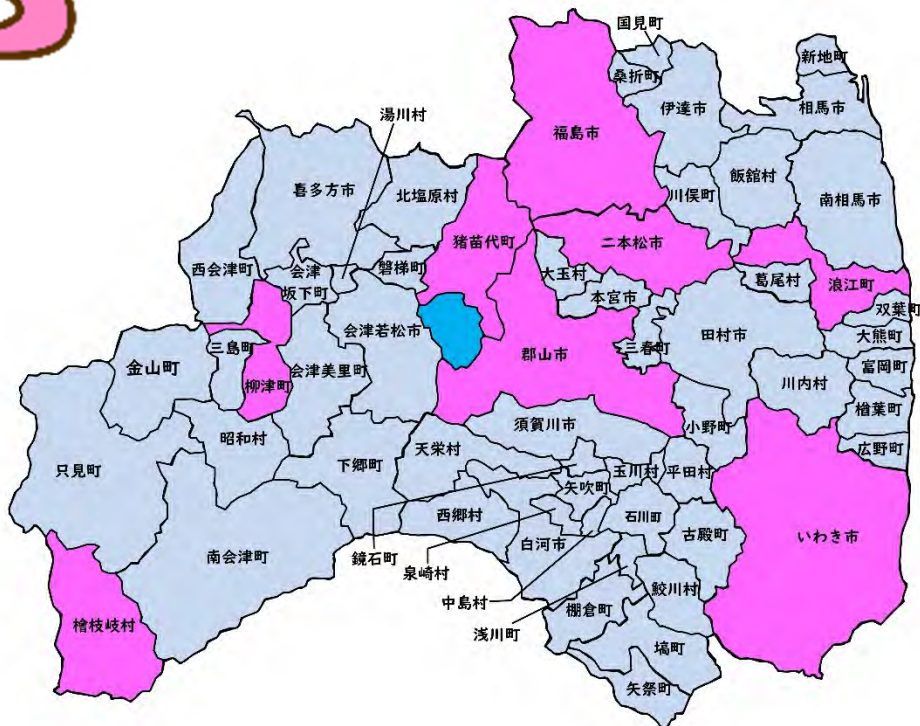 国見町
新地町
桑折町
伊達市
相馬市
湯川村
福島市
飯舘村
喜多方市
川俣町
南相馬市
北塩原村
猪苗代町
二本松市
西会津町
会津
坂下町
磐梯町
大玉村
葛尾村
浪江町
本宮市
双葉町
会津若松市
田村市
大熊町
三島町
郡山市
三春町
金山町
富岡町
柳津町
会津美里町
川内村
楢葉町
小野町
須賀川市
昭和村
広野町
天栄村
下郷町
只見町
玉川村
平田村
矢吹町
西郷村
石川町
古殿町
いわき市
白河市
南会津町
鏡石町
泉崎村
鮫川村
中島村
棚倉町
檜枝岐村
浅川町
塙町
矢祭町